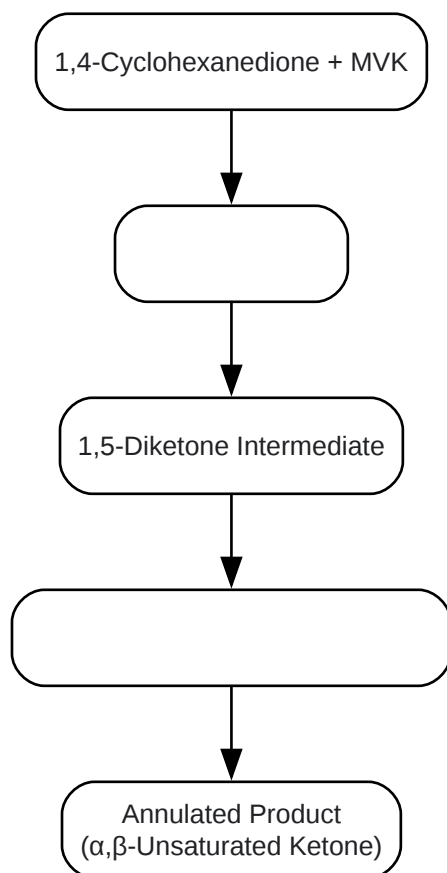 1,4-Cyclohexanedione + MVK
1,5-Diketone Intermediate
Annulated Product
(α,β-Unsaturated Ketone)